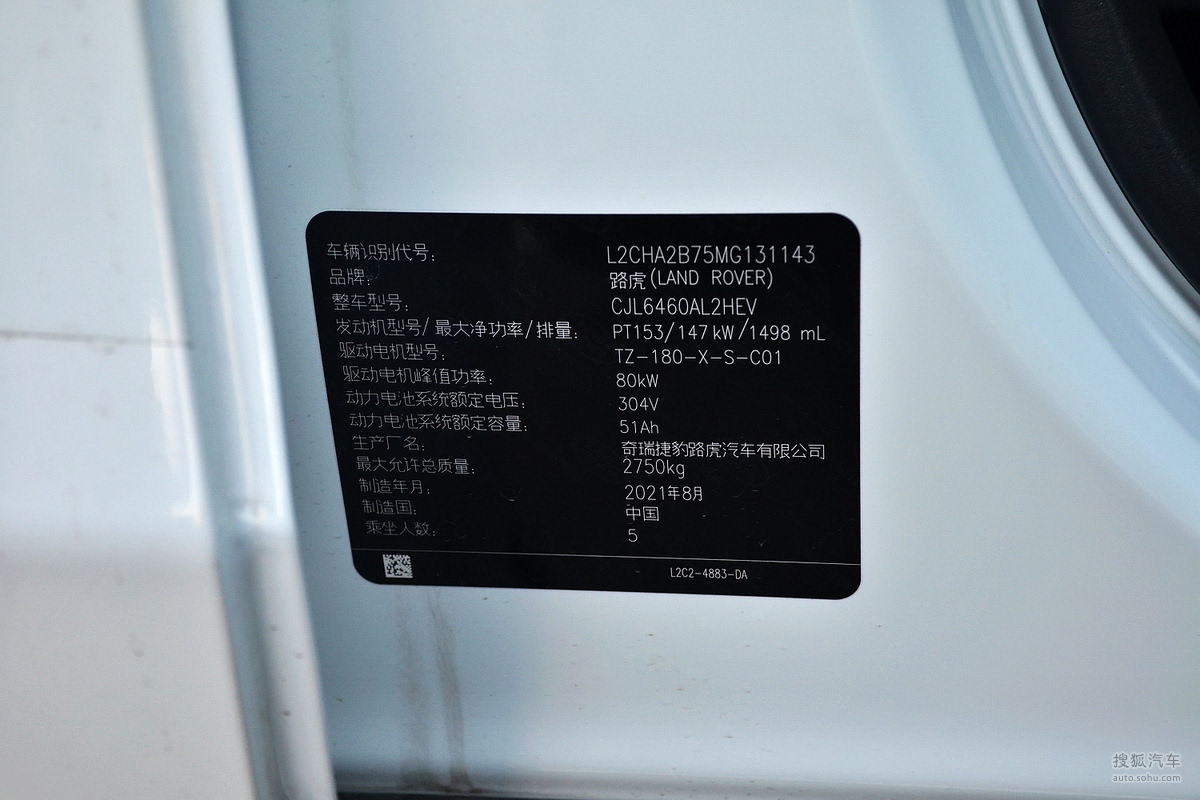 车辆识别代号： L2CHA2B75MG131143
品牌： 路虎(LAND ROVER)
整车型号： CJL6460AL2HEV
发动机型号/最大净功率/排量： PT153/147kW/1498 mL
驱动电机型号： TZ-180-X-S-C01
驱动电机峰值功率： 80kW
动力电池系统额定电压： 304V
动力电池系统额定容量： 51Ah
生产厂名： 奇瑞捷豹路虎汽车有限公司
最大允许总质量： 2750kg
制造年月： 2021年8月
制造国： 中国
乘坐人数： 5
L2C2-4883-DA
搜狐汽车
auto.sohu.com